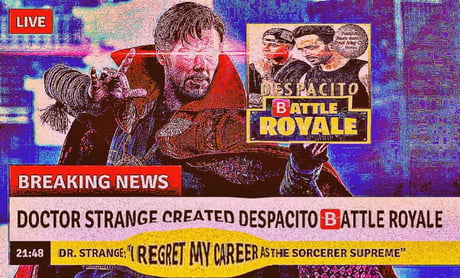 LIVE
DESPACITO
BATTLE
ROYALE
BREAKING NEWS
DOCTOR STRANGE CREATED DESPACITO BATTLE ROYALE
21:48 DR. STRANGE: "I REGRET MY CAREER AS THE SORCERER SUPREME"